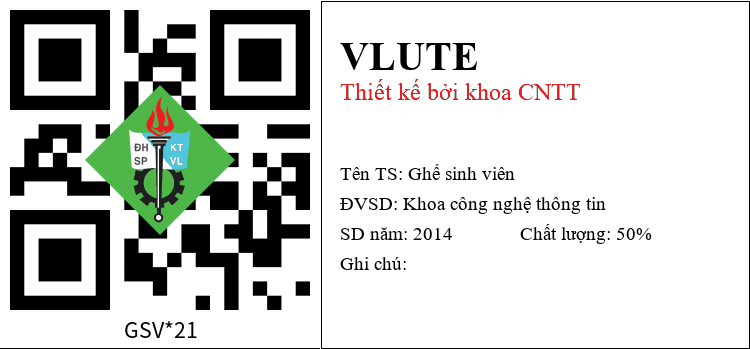 ĐH KT
SP VL
GSV*21
VLUTE
Thiết kế bởi khoa CNTT
Tên TS: Ghế sinh viên
ĐVSD: Khoa công nghệ thông tin
SD năm: 2014 Chất lượng: 50%
Ghi chú: